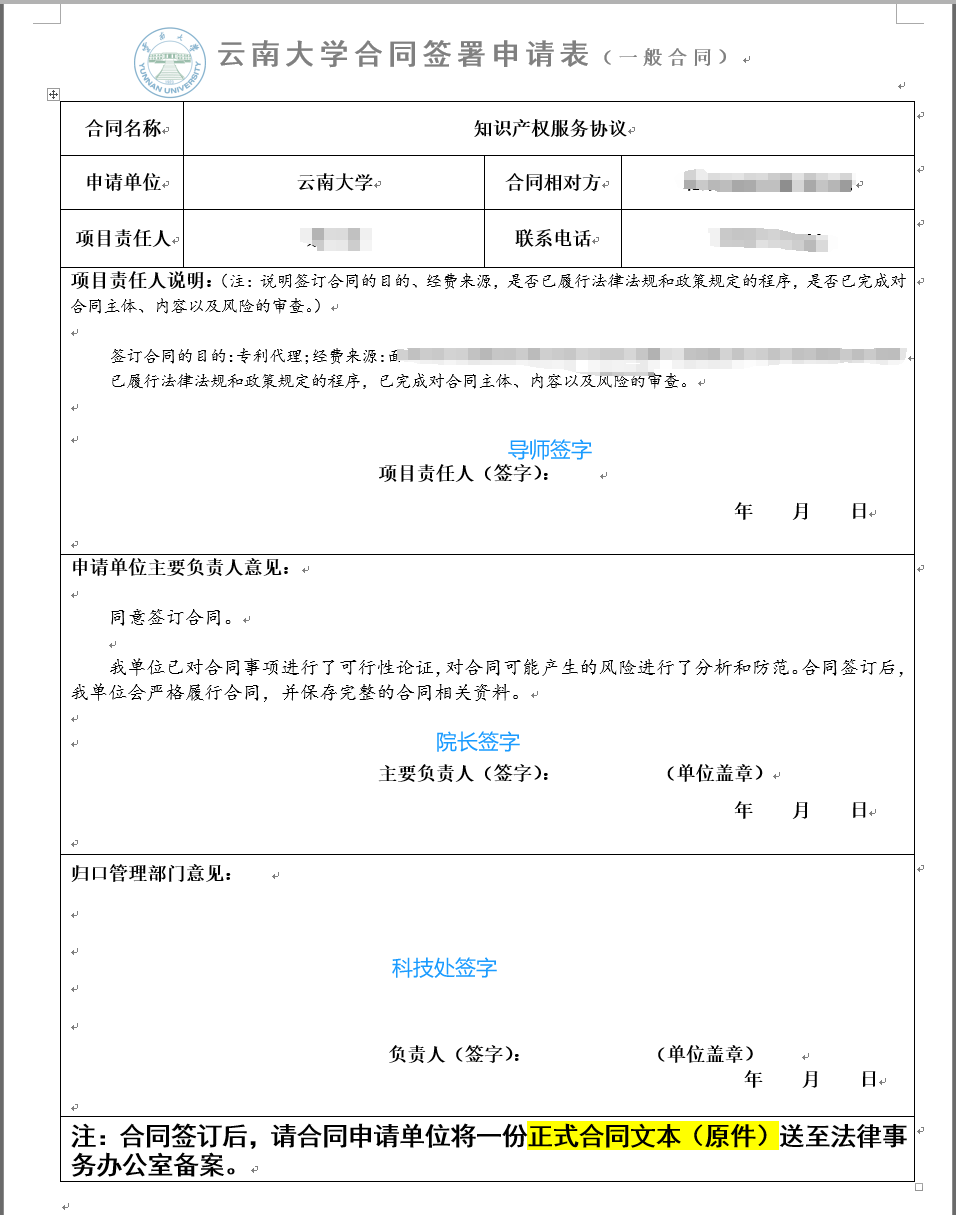 云南大学
YUNNAN UNIVERSITY
云南大学合同签署申请表（一般合同）
合同名称 知识产权服务协议
申请单位 云南大学 合同相对方
项目责任人 联系电话
项目责任人说明：（注：说明签订合同的目的、经费来源，是否已履行法律法规和政策规定的程序，是否已完成对
合同主体、内容以及风险的审查。）
签订合同的目的：专利代理；经费来源：
已履行法律法规和政策规定的程序，已完成对合同主体、内容以及风险的审查。
导师签字
项目责任人（签字）：
年 月 日
申请单位主要负责人意见：
同意签订合同。
我单位已对合同事项进行了可行性论证，对合同可能产生的风险进行了分析和防范。合同签订后，
我单位会严格履行合同，并保存完整的合同相关资料。
院长签字
主要负责人（签字）： （单位盖章）
年 月 日
归口管理部门意见：
科技处签字
负责人（签字）： （单位盖章）
年 月 日
注：合同签订后，请合同申请单位将一份正式合同文本（原件）送至法律事
务办公室备案。